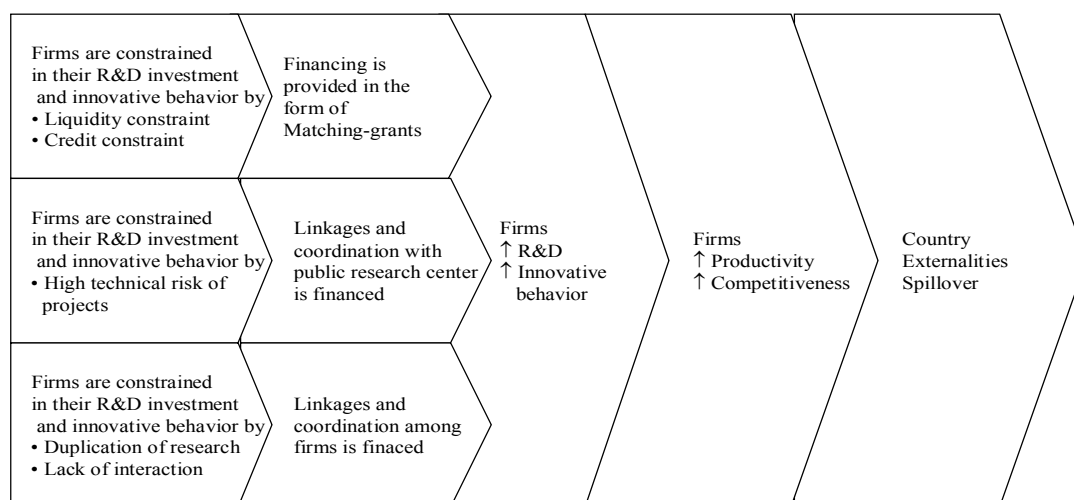 Firms are constrained
in their R&D investment
and innovative behavior by
• Liquidity constraint
• Credit constraint
Financing is
provided in the
form of
Matching-grants
Firms are constrained
in their R&D investment
and innovative behavior by
• High technical risk of
projects
Linkages and
coordination with
public research center
is financed
Firms are constrained
in their R&D investment
and innovative behavior by
• Duplication of research
• Lack of interaction
Linkages and
coordination among
firms is finaced
Firms
↑ R&D
↑ Innovative
behavior
Firms
↑ Productivity
↑ Competitiveness
Country
Externalities
Spillover